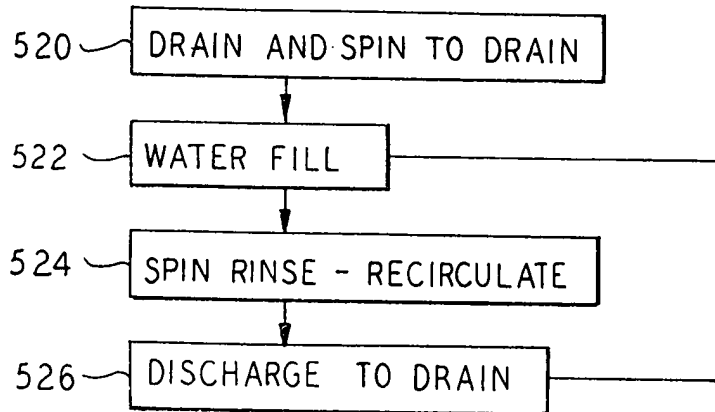 520 DRAIN AND SPIN TO DRAIN
522 WATER FILL
524 SPIN RINSE - RECIRCULATE
526 DISCHARGE TO DRAIN